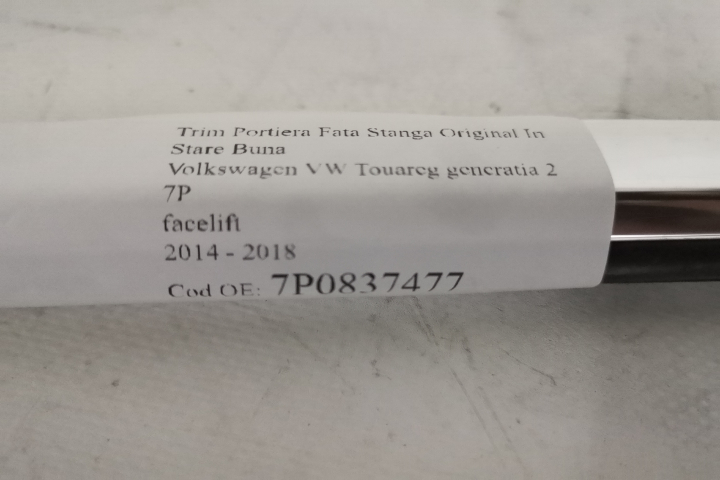 Trim Portiera Fata Stanga Original In
Stare Buna
Volkswagen VW Touareg generatia 2
7P
facelift
2014 - 2018
Cod OE: 7P0837477